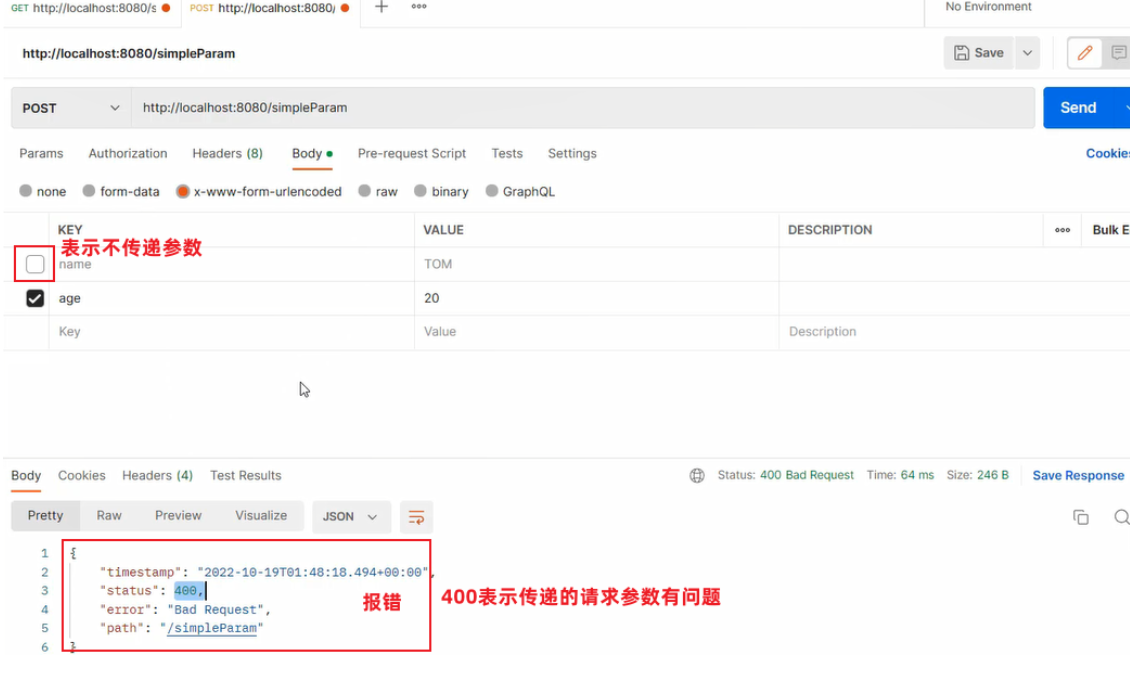 GET http://localhost:8080/s
POST http://localhost:8080/
No Environment
http://localhost:8080/simpleParam
Save
POST
http://localhost:8080/simpleParam
Send
Params Authorization Headers (8) Body Pre-request Script Tests Settings
Cookies
none form-data x-www-form-urlencoded raw binary GraphQL
KEY VALUE DESCRIPTION Bulk E
表示不传递参数
name TOM
age 20
Key Value Description
Body Cookies Headers (4) Test Results
Status: 400 Bad Request Time: 64 ms Size: 246 B Save Response
Pretty Raw Preview Visualize JSON
1 {
2 "timestamp": "2022-10-19T01:48:18.494+00:00",
3 "status": 400,
报错
400表示传递的请求参数有问题
4 "error": "Bad Request",
5 "path": "/simpleParam"
6 }